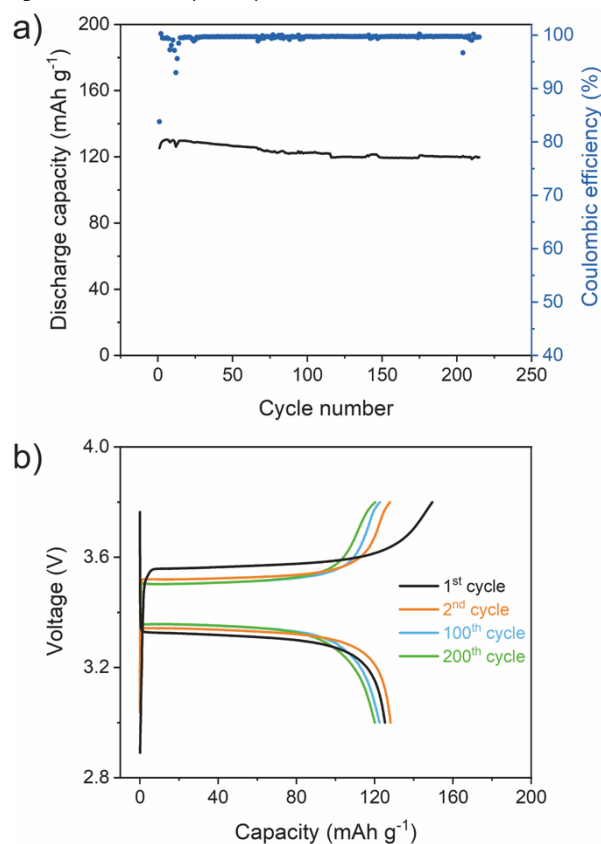 a)
200
160
120
80
40
0
100
90
80
70
60
50
40
0
50
100
150
200
250
Discharge capacity (mAh g⁻¹)
Coulombic efficiency (%)
Cycle number
b)
4.0
3.6
3.2
2.8
Voltage (V)
1ˢᵗ cycle
2ⁿᵈ cycle
100ᵗʰ cycle
200ᵗʰ cycle
0
40
80
120
160
200
Capacity (mAh g⁻¹)